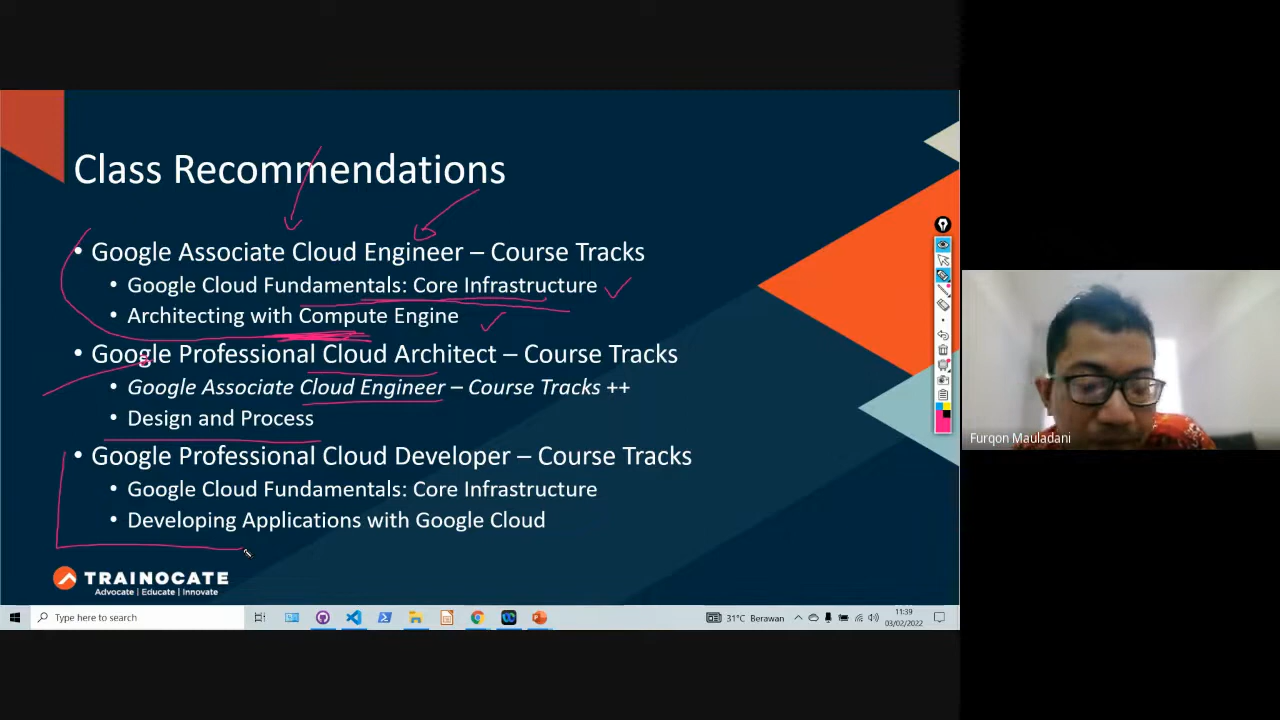 Class Recommendations
• Google Associate Cloud Engineer – Course Tracks
• Google Cloud Fundamentals: Core Infrastructure
• Architecting with Compute Engine
• Google Professional Cloud Architect – Course Tracks
• Google Associate Cloud Engineer – Course Tracks ++
• Design and Process
• Google Professional Cloud Developer – Course Tracks
• Google Cloud Fundamentals: Core Infrastructure
• Developing Applications with Google Cloud
TRAINOCATE
Advocate | Educate | Innovate
Type here to search
31°C Berawan
11:39
03/02/2022
Furqon Mauladani